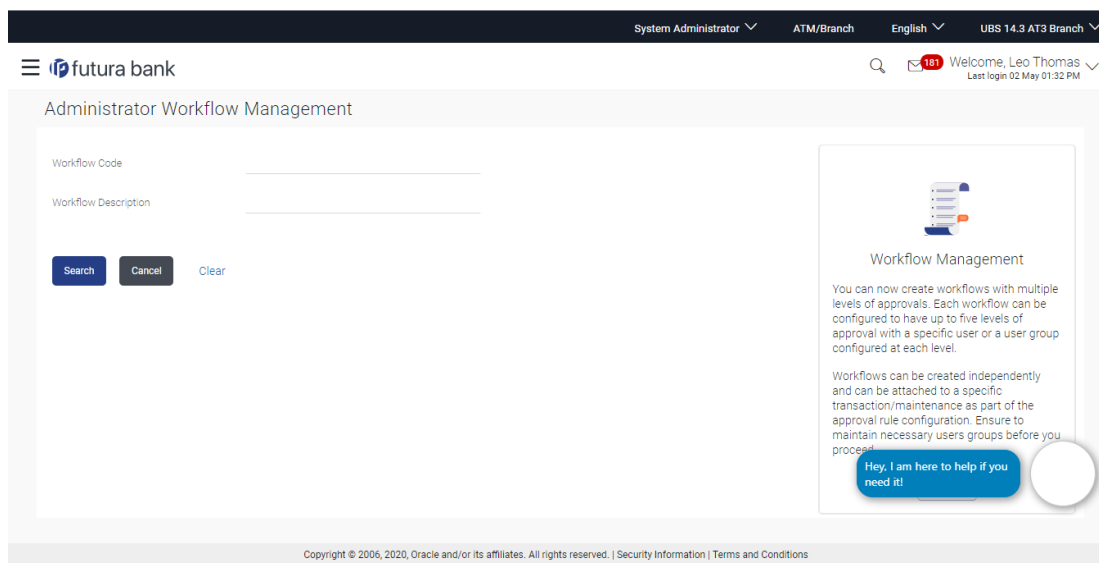 System Administrator ATM/Branch English UBS 14.3 AT3 Branch
futura bank
181
Welcome, Leo Thomas
Last login 02 May 01:32 PM
Administrator Workflow Management
Workflow Code
Workflow Description
Search Cancel Clear
Workflow Management
You can now create workflows with multiple
levels of approvals. Each workflow can be
configured to have up to five levels of
approval with a specific user or a user group
configured at each level.
Workflows can be created independently
and can be attached to a specific
transaction/maintenance as part of the
approval rule configuration. Ensure to
maintain necessary users groups before you
proceed
Hey, I am here to help if you
need it!
Copyright © 2006, 2020, Oracle and/or its affiliates. All rights reserved. | Security Information | Terms and Conditions